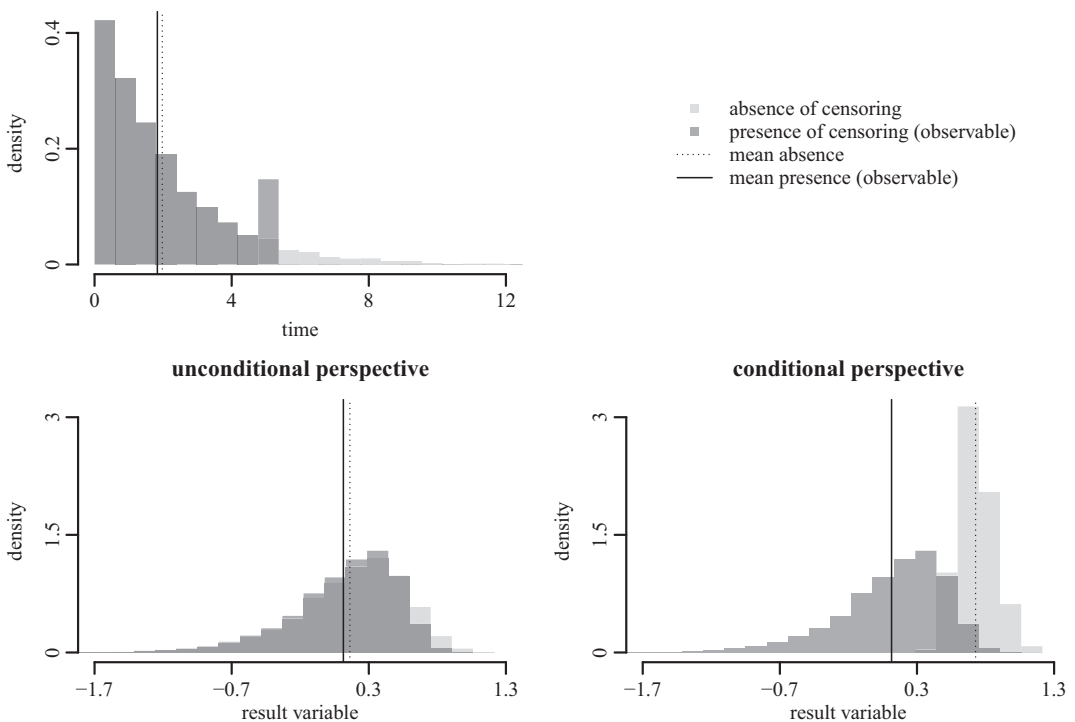 density
0.4
0.2
0
0 4 8 12
time
absence of censoring
presence of censoring (observable)
mean absence
mean presence (observable)
unconditional perspective
density
3
1.5
0
−1.7 −0.7 0.3 1.3
result variable
conditional perspective
density
3
1.5
0
−1.7 −0.7 0.3 1.3
result variable